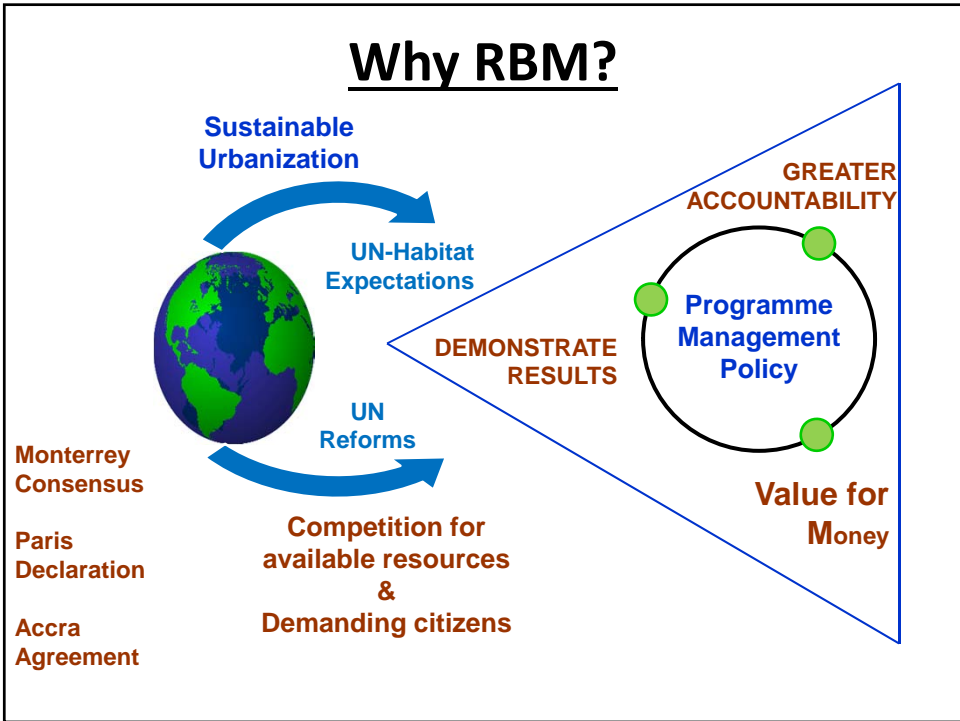 Why RBM?
Sustainable
Urbanization
UN-Habitat
Expectations
UN
Reforms
Monterrey
Consensus
Paris
Declaration
Accra
Agreement
Competition for
available resources
&
Demanding citizens
GREATER
ACCOUNTABILITY
DEMONSTRATE
RESULTS
Programme
Management
Policy
Value for
Money